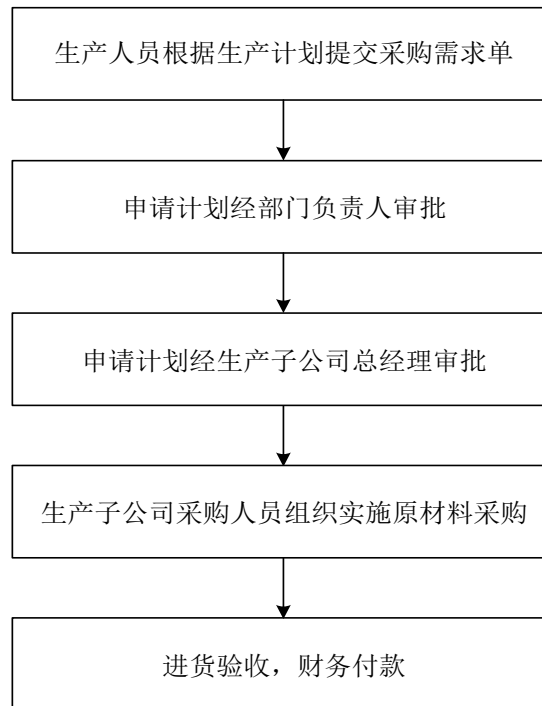 生产人员根据生产计划提交采购需求单
申请计划经部门负责人审批
申请计划经生产子公司总经理审批
生产子公司采购人员组织实施原材料采购
进货验收，财务付款